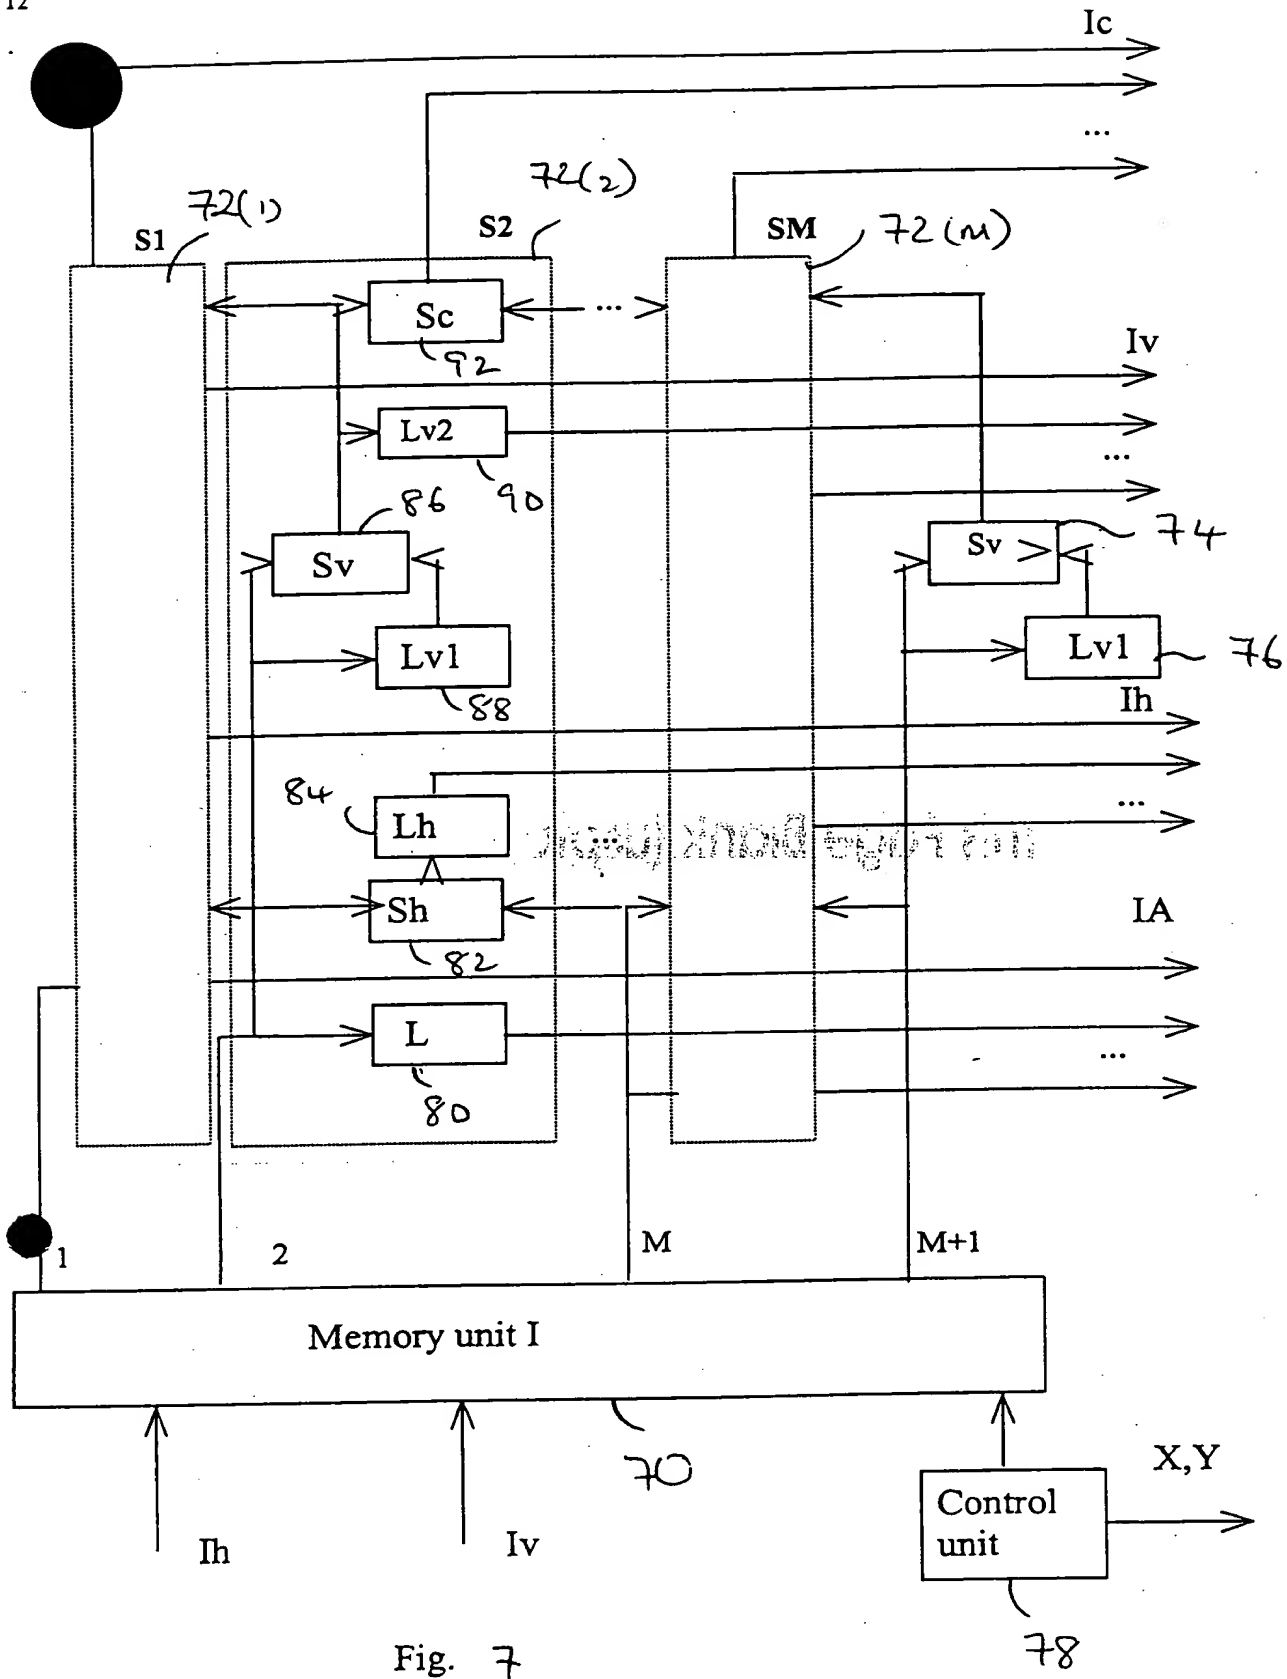 12
Ic
...
72(1)
72(2)
S1
S2
SM
72(M)
Sc
...
92
Iv
Lv2
...
90
86
Sv
Sv
74
Lv1
88
Lv1
76
Ih
84
Lh
...
...
Sh
82
IA
L
80
...
1
2
M
M+1
Memory unit I
70
Ih
Iv
Control
unit
X,Y
78
Fig. 7